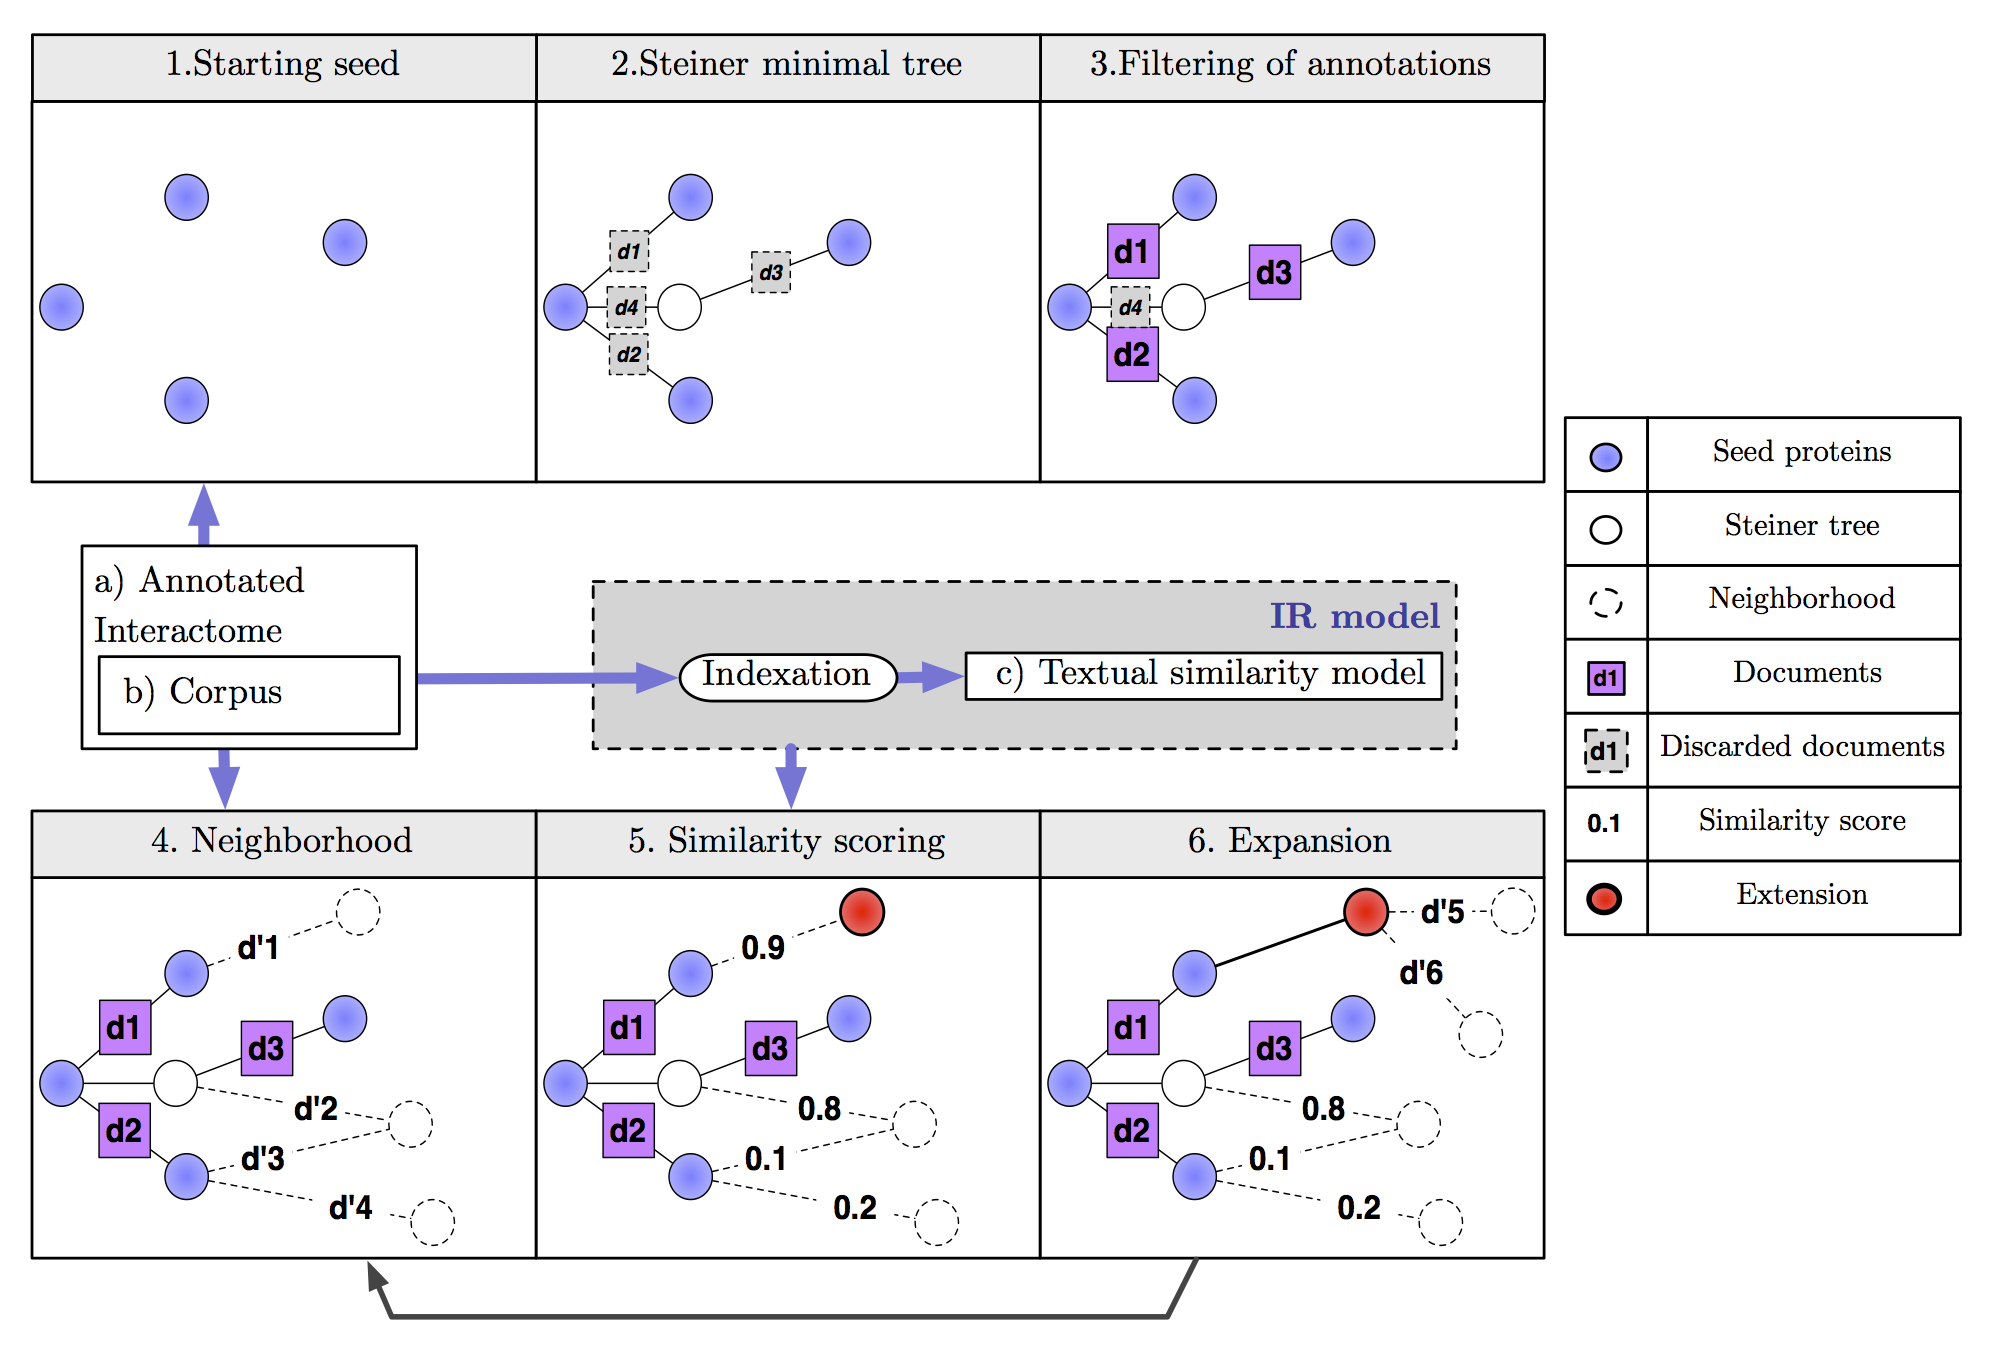 1.Starting seed
2.Steiner minimal tree
3.Filtering of annotations
d1
d3
d4
d2
d1
d3
d4
d2
a) Annotated
Interactome
b) Corpus
IR model
Indexation
c) Textual similarity model
Seed proteins
Steiner tree
Neighborhood
d1 Documents
d1 Discarded documents
0.1 Similarity score
Extension
4. Neighborhood
5. Similarity scoring
6. Expansion
d'1
d1
d3
d'2
d2
d'3
d'4
0.9
d1
d3
0.8
d2
0.1
0.2
d'5
d'6
d1
d3
0.8
d2
0.1
0.2